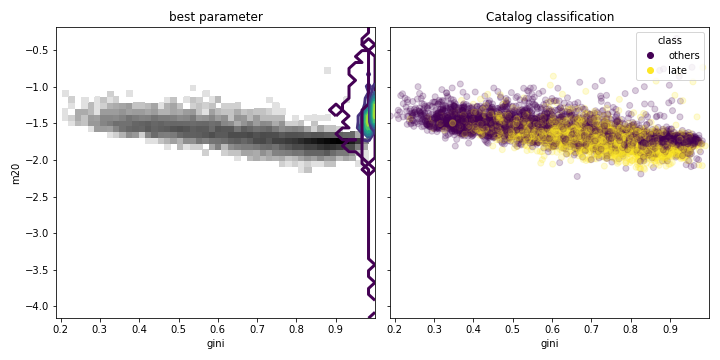 best parameter
Catalog classification
m20
−0.5
−1.0
−1.5
−2.0
−2.5
−3.0
−3.5
−4.0
0.2 0.3 0.4 0.5 0.6 0.7 0.8 0.9
gini
class
others
late
0.2 0.3 0.4 0.5 0.6 0.7 0.8 0.9
gini